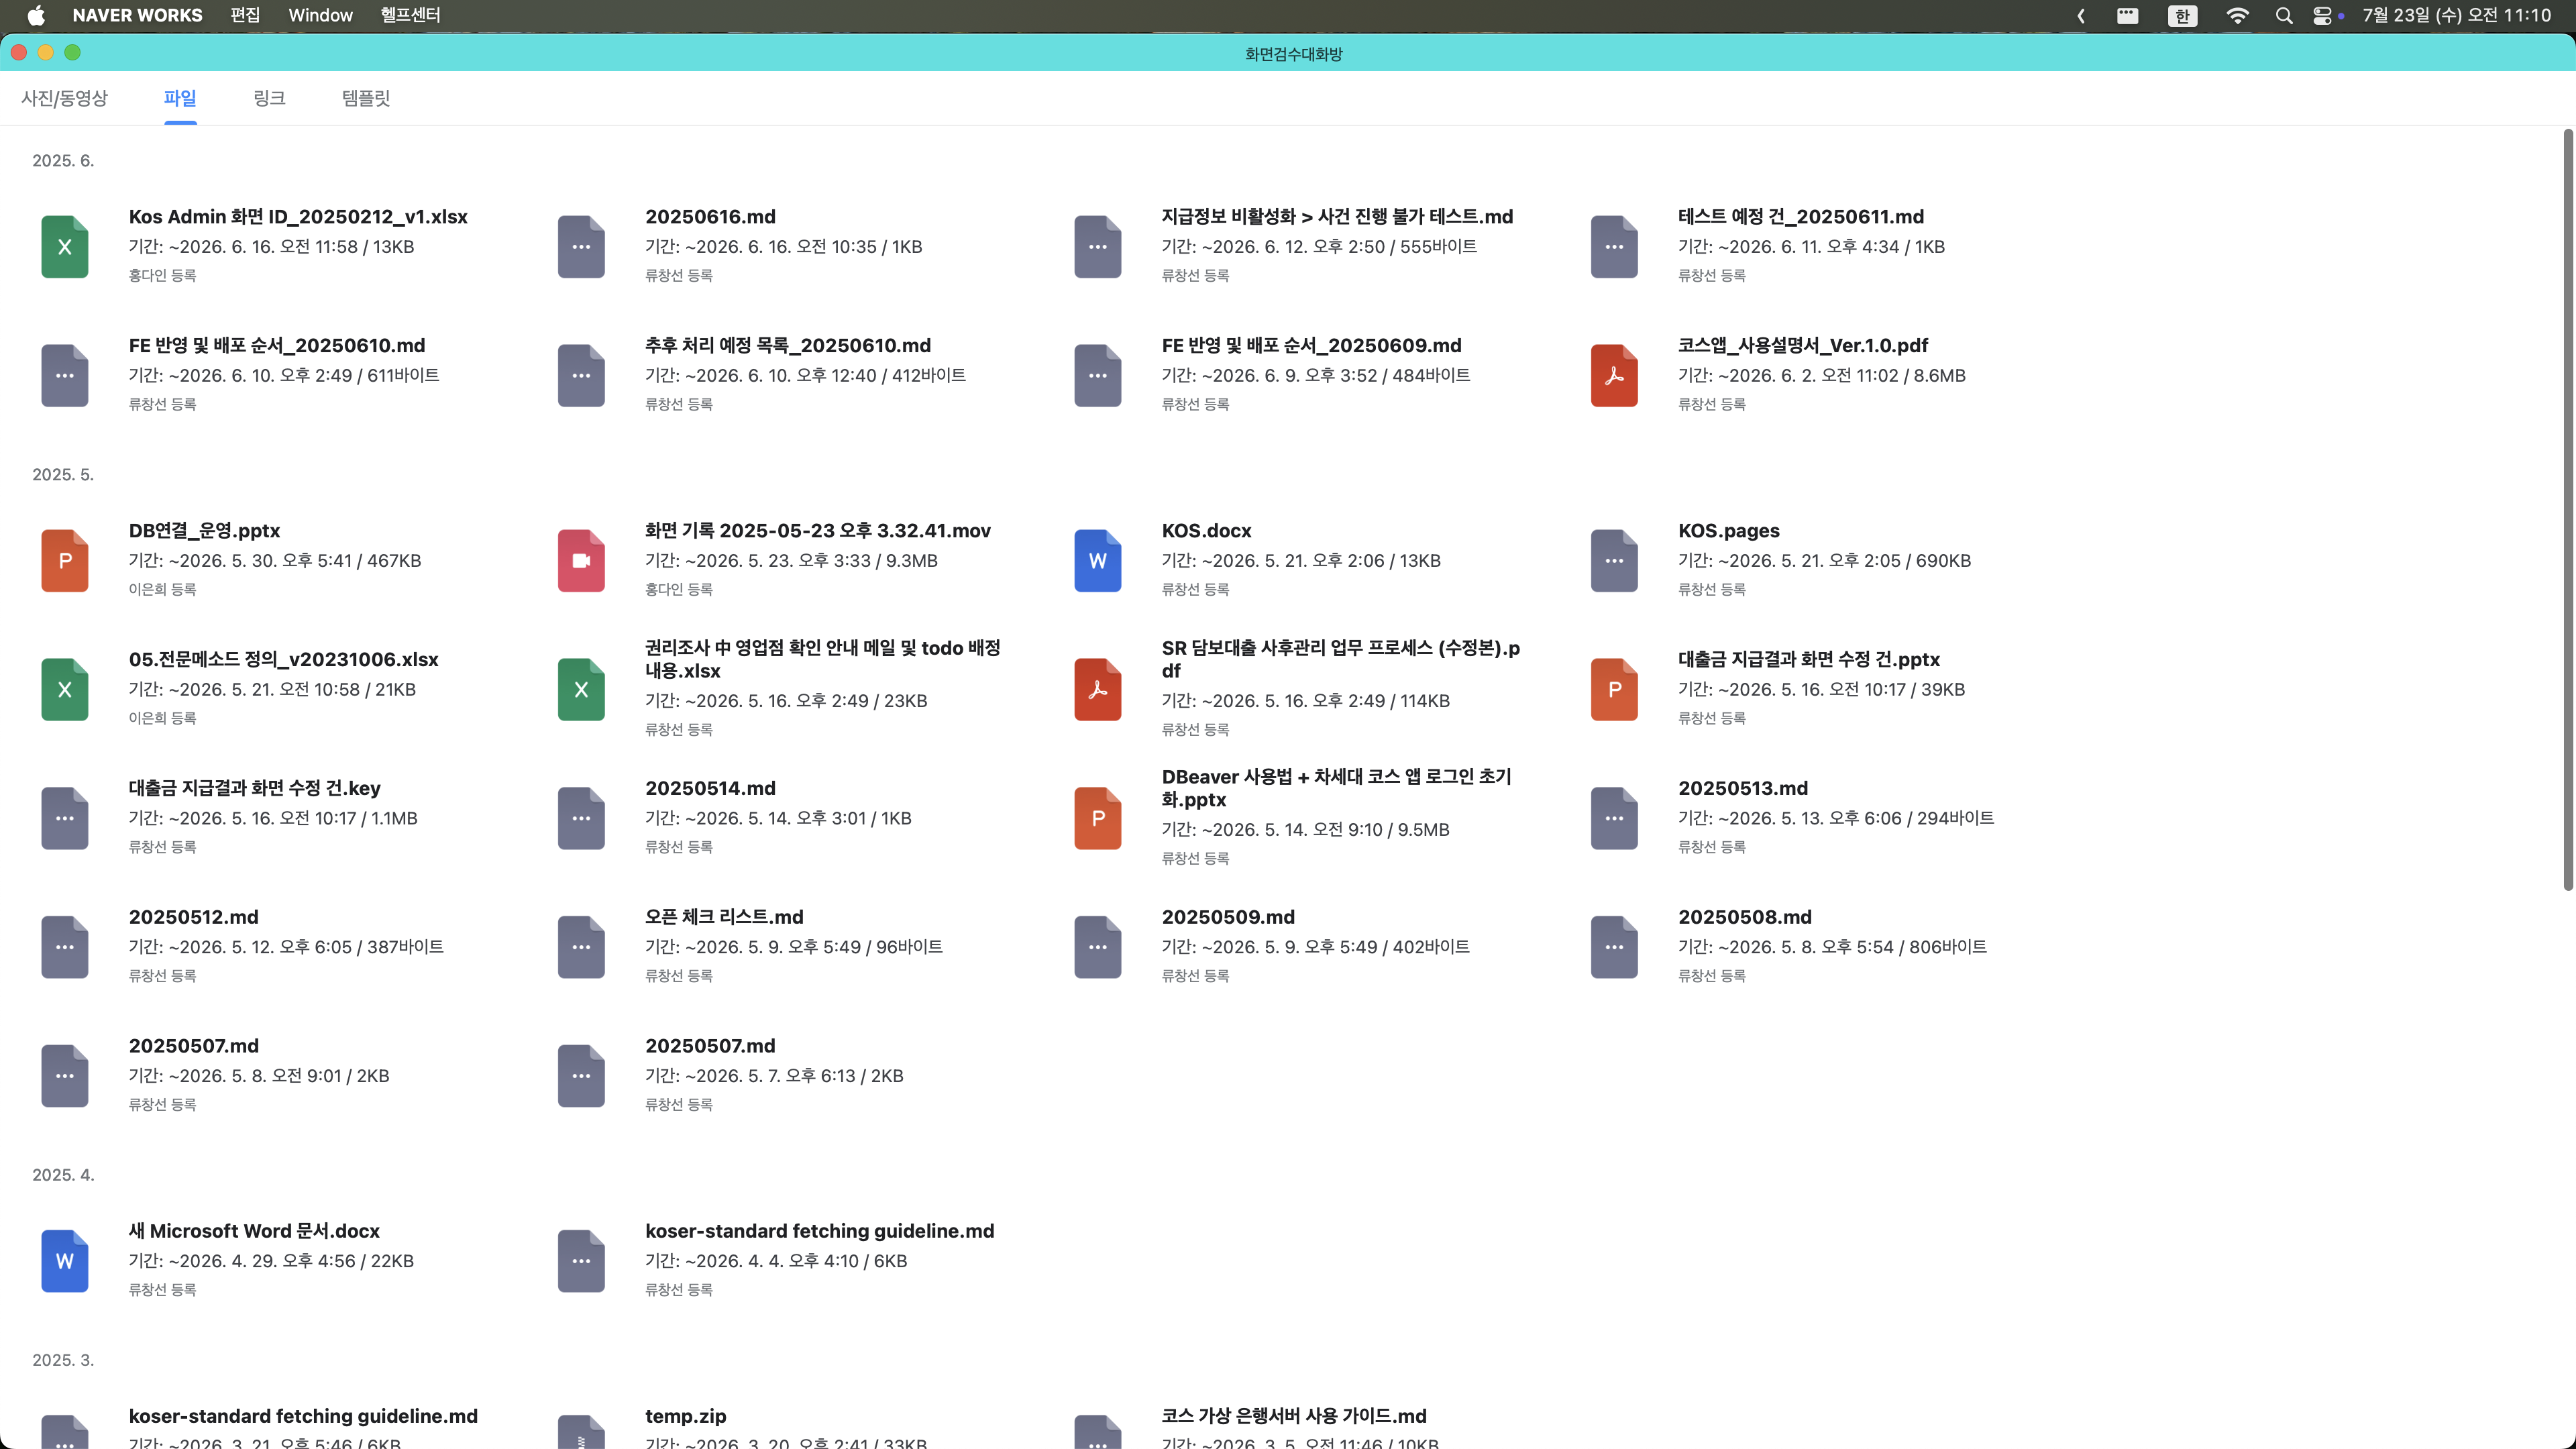 NAVER WORKS 편집 Window 헬프센터
한 7월 23일 (수) 오전 11:10
화면검수대화방
사진/동영상 파일 링크 템플릿
2025. 6.
X
Kos Admin 화면 ID_20250212_v1.xlsx
기간: ~2026. 6. 16. 오전 11:58 / 13KB
홍다인 등록
20250616.md
기간: ~2026. 6. 16. 오전 10:35 / 1KB
류창선 등록
지급정보 비활성화 > 사건 진행 불가 테스트.md
기간: ~2026. 6. 12. 오후 2:50 / 555바이트
류창선 등록
테스트 예정 건_20250611.md
기간: ~2026. 6. 11. 오후 4:34 / 1KB
류창선 등록
FE 반영 및 배포 순서_20250610.md
기간: ~2026. 6. 10. 오후 2:49 / 611바이트
류창선 등록
추후 처리 예정 목록_20250610.md
기간: ~2026. 6. 10. 오후 12:40 / 412바이트
류창선 등록
FE 반영 및 배포 순서_20250609.md
기간: ~2026. 6. 9. 오후 3:52 / 484바이트
류창선 등록
코스앱_사용설명서_Ver.1.0.pdf
기간: ~2026. 6. 2. 오전 11:02 / 8.6MB
류창선 등록
2025. 5.
P
DB연결_운영.pptx
기간: ~2026. 5. 30. 오후 5:41 / 467KB
이은희 등록
화면 기록 2025-05-23 오후 3.32.41.mov
기간: ~2026. 5. 23. 오후 3:33 / 9.3MB
홍다인 등록
W
KOS.docx
기간: ~2026. 5. 21. 오후 2:06 / 13KB
류창선 등록
KOS.pages
기간: ~2026. 5. 21. 오후 2:05 / 690KB
류창선 등록
X
05.전문메소드 정의_v20231006.xlsx
기간: ~2026. 5. 21. 오전 10:58 / 21KB
이은희 등록
X
권리조사 中 영업점 확인 안내 메일 및 todo 배정
내용.xlsx
기간: ~2026. 5. 16. 오후 2:49 / 23KB
류창선 등록
SR 담보대출 사후관리 업무 프로세스 (수정본).p
df
기간: ~2026. 5. 16. 오후 2:49 / 114KB
류창선 등록
P
대출금 지급결과 화면 수정 건.pptx
기간: ~2026. 5. 16. 오전 10:17 / 39KB
류창선 등록
대출금 지급결과 화면 수정 건.key
기간: ~2026. 5. 16. 오전 10:17 / 1.1MB
류창선 등록
20250514.md
기간: ~2026. 5. 14. 오후 3:01 / 1KB
류창선 등록
P
DBeaver 사용법 + 차세대 코스 앱 로그인 초기
화.pptx
기간: ~2026. 5. 14. 오전 9:10 / 9.5MB
류창선 등록
20250513.md
기간: ~2026. 5. 13. 오후 6:06 / 294바이트
류창선 등록
20250512.md
기간: ~2026. 5. 12. 오후 6:05 / 387바이트
류창선 등록
오픈 체크 리스트.md
기간: ~2026. 5. 9. 오후 5:49 / 96바이트
류창선 등록
20250509.md
기간: ~2026. 5. 9. 오후 5:49 / 402바이트
류창선 등록
20250508.md
기간: ~2026. 5. 8. 오후 5:54 / 806바이트
류창선 등록
20250507.md
기간: ~2026. 5. 8. 오전 9:01 / 2KB
류창선 등록
20250507.md
기간: ~2026. 5. 7. 오후 6:13 / 2KB
류창선 등록
2025. 4.
W
새 Microsoft Word 문서.docx
기간: ~2026. 4. 29. 오후 4:56 / 22KB
류창선 등록
koser-standard fetching guideline.md
기간: ~2026. 4. 4. 오후 4:10 / 6KB
류창선 등록
2025. 3.
koser-standard fetching guideline.md
기간: ~2026. 3. 21. 오후 5:46 / 6KB
temp.zip
기간: ~2026. 3. 20. 오후 2:41 / 33KB
코스 가상 은행서버 사용 가이드.md
기간: ~2026. 3. 5. 오전 11:46 / 10KB